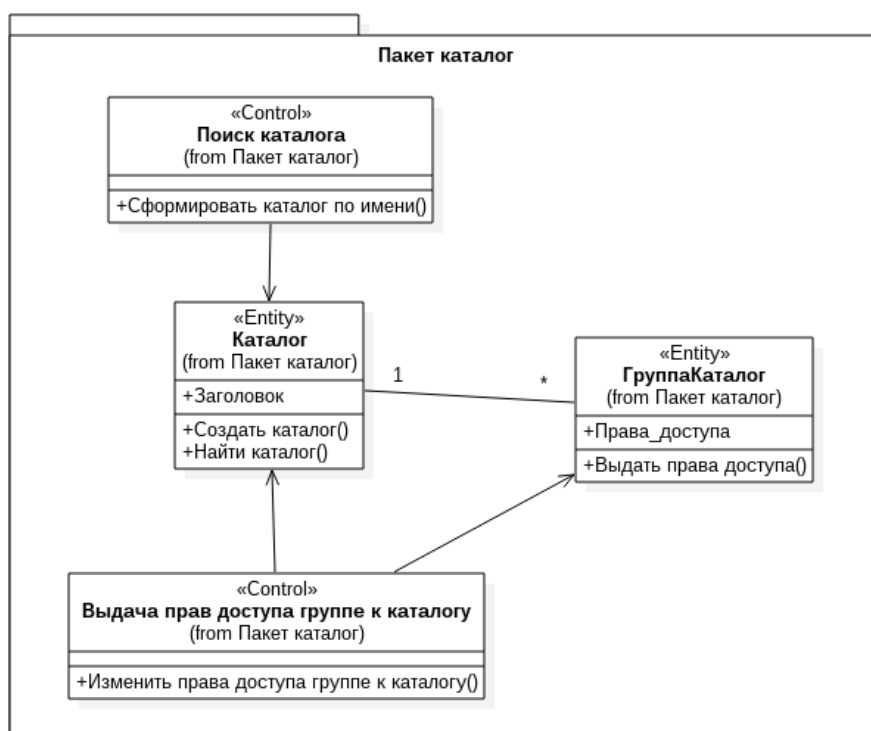 Пакет каталог
«Control»
Поиск каталога
(from Пакет каталог)
+Сформировать каталог по имени()
«Entity»
Каталог
(from Пакет каталог)
+Заголовок
+Создать каталог()
+Найти каталог()
1
*
«Entity»
ГруппаКаталог
(from Пакет каталог)
+Права_доступа
+Выдать права доступа()
«Control»
Выдача прав доступа группе к каталогу
(from Пакет каталог)
+Изменить права доступа группе к каталогу()